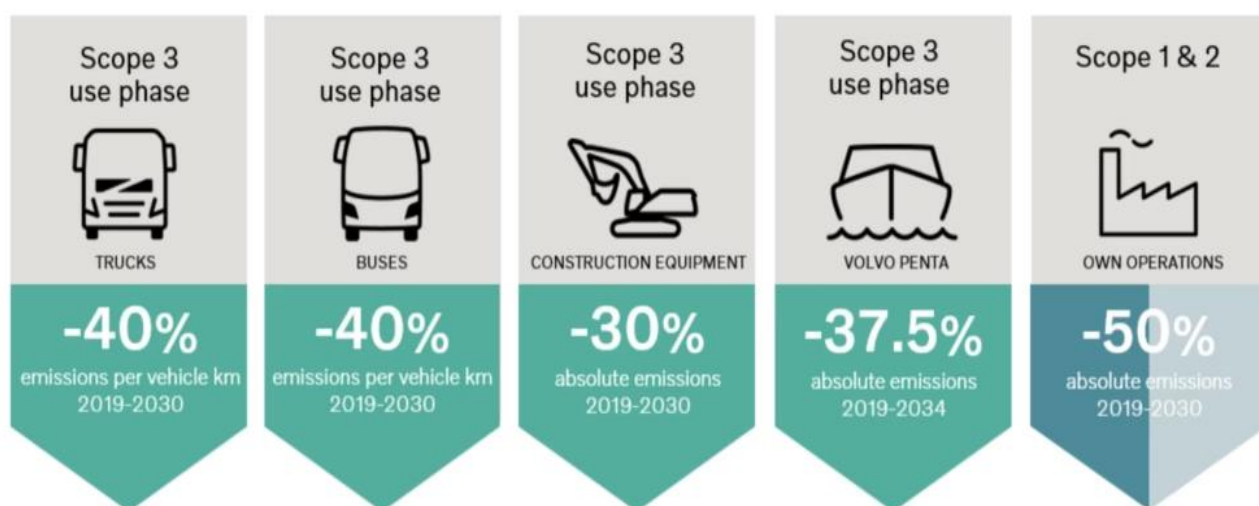 Scope 3
use phase
TRUCKS
-40%
emissions per vehicle km
2019-2030
Scope 3
use phase
BUSES
-40%
emissions per vehicle km
2019-2030
Scope 3
use phase
CONSTRUCTION EQUIPMENT
-30%
absolute emissions
2019-2030
Scope 3
use phase
VOLVO PENTA
-37.5%
absolute emissions
2019-2034
Scope 1 & 2
OWN OPERATIONS
-50%
absolute emissions
2019-2030